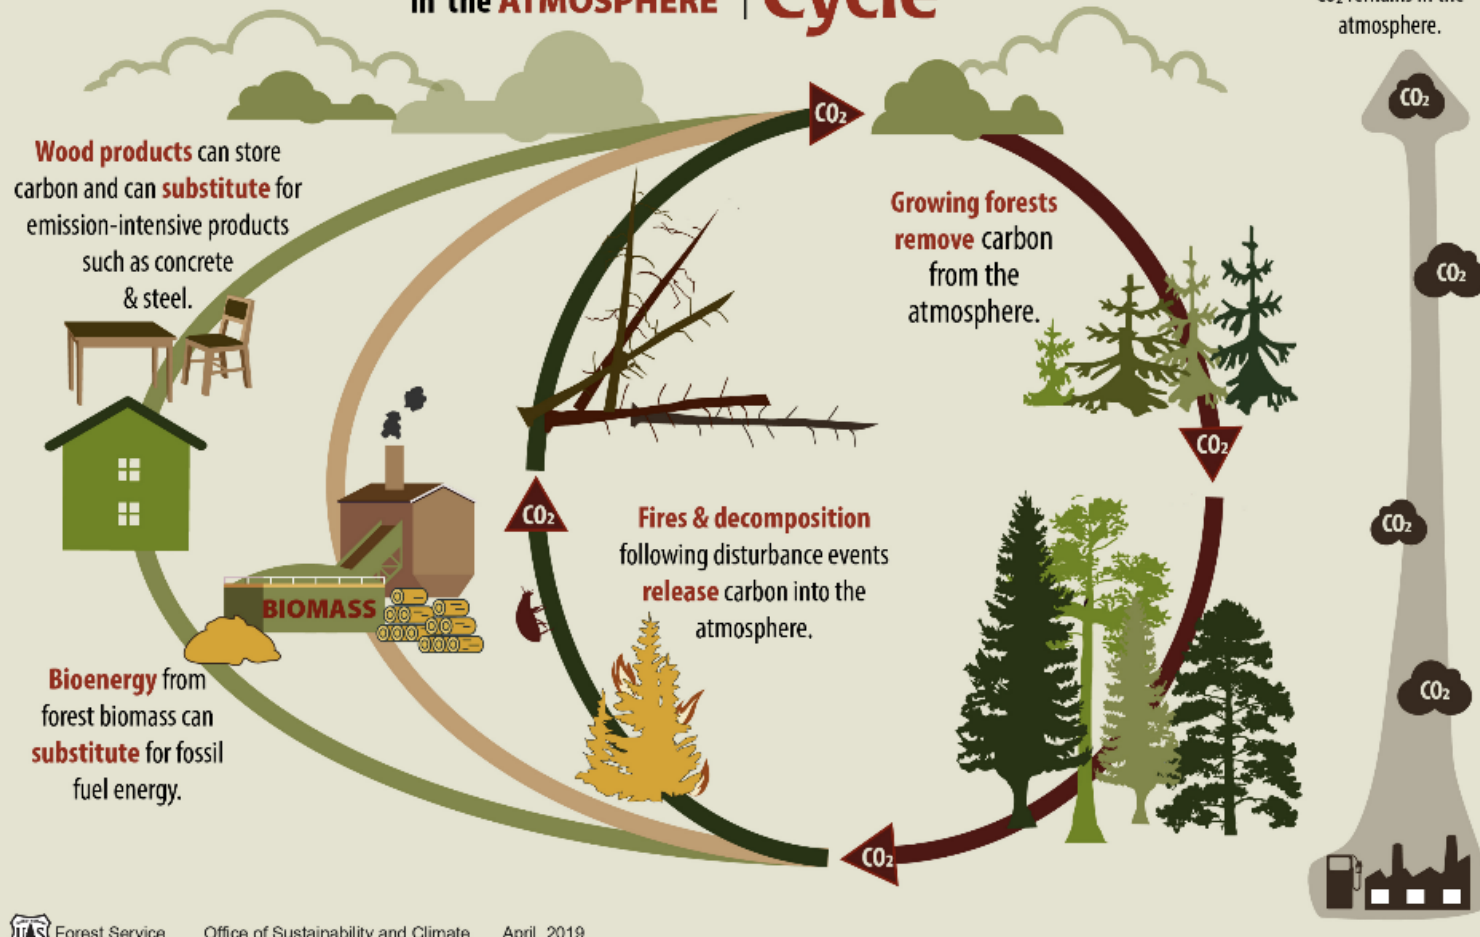 in the ATMOSPHERE | Cycle
CO₂ remains in the
atmosphere.
CO₂
CO₂
Wood products can store
carbon and can substitute for
emission-intensive products
such as concrete
& steel.
Growing forests
remove carbon
from the
atmosphere.
CO₂
CO₂
CO₂
Fires & decomposition
following disturbance events
release carbon into the
atmosphere.
CO₂
BIOMASS
Bioenergy from
forest biomass can
substitute for fossil
fuel energy.
CO₂
CO₂
U S Forest Service Office of Sustainability and Climate April, 2019